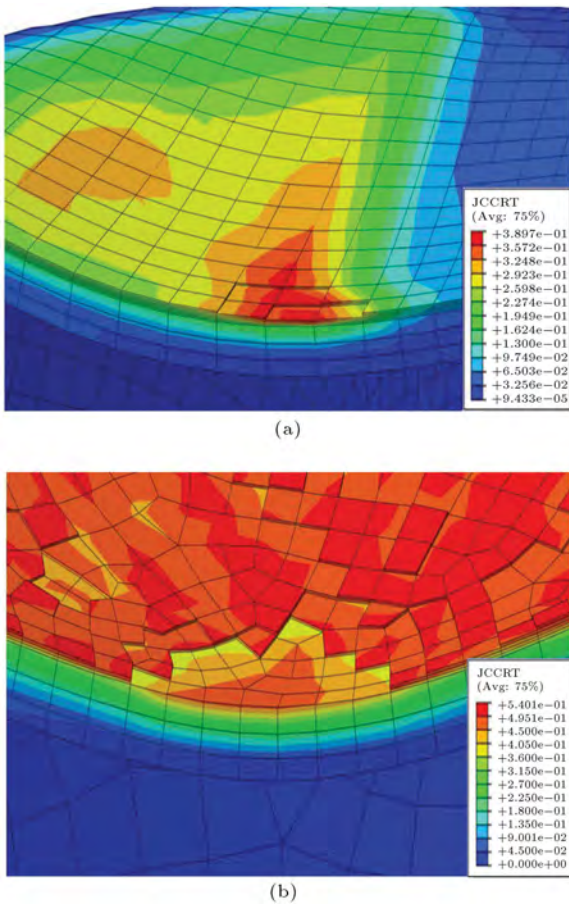 JCCRT
(Avg: 75%)
+3.897e−01
+3.572e−01
+3.248e−01
+2.923e−01
+2.598e−01
+2.274e−01
+1.949e−01
+1.624e−01
+1.300e−01
+9.749e−02
+6.503e−02
+3.256e−02
+9.433e−05
(a)
JCCRT
(Avg: 75%)
+5.401e−01
+4.951e−01
+4.500e−01
+4.050e−01
+3.600e−01
+3.150e−01
+2.700e−01
+2.250e−01
+1.800e−01
+1.350e−01
+9.001e−02
+4.500e−02
+0.000e+00
(b)